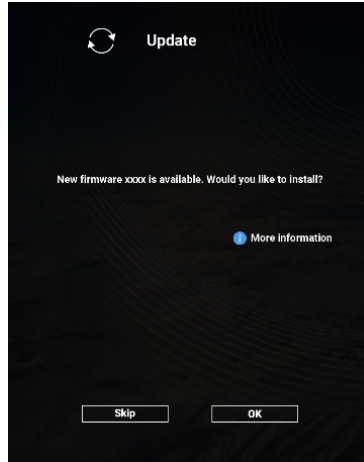 Update
New firmware xxxx is available. Would you like to install?
More information
Skip
OK